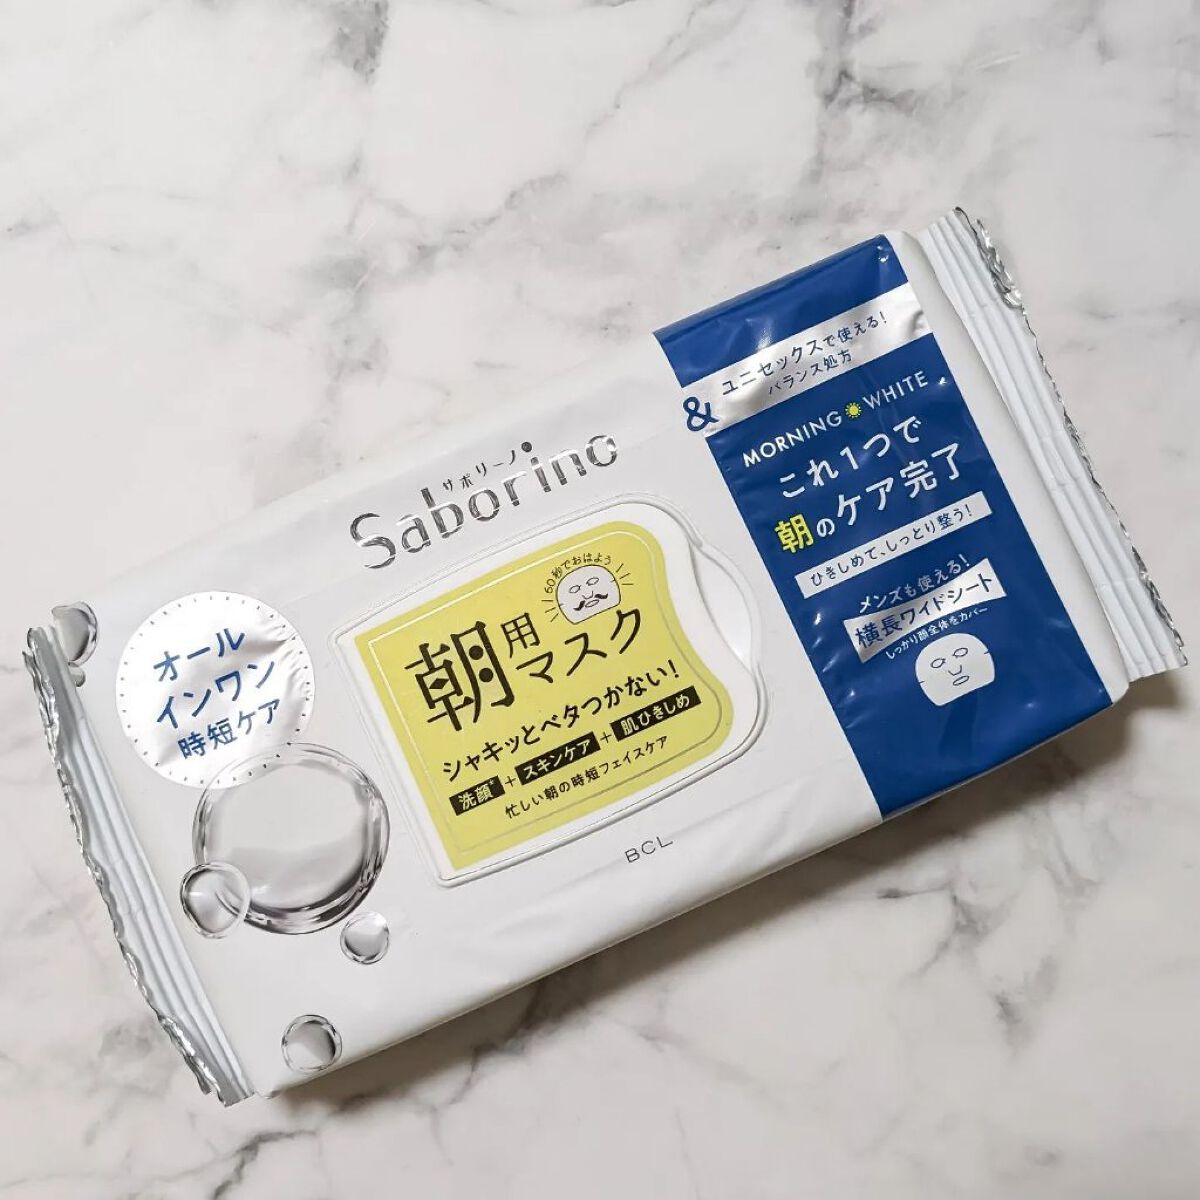 サボリーノ
Saborino
オール
インワン
時短ケア
60秒でおはよう
朝用
マスク
シャキッとベタつかない!
洗顔* + スキンケア + 肌ひきしめ
忙しい朝の時短フェイスケア
BCL
& ユニセックスで使える!
バランス処方
MORNING WHITE
これ1つで
朝のケア完了
ひきしめて、しっとり整う!
メンズも使える!
横長ワイドシート
しっかり顔全体をカバー